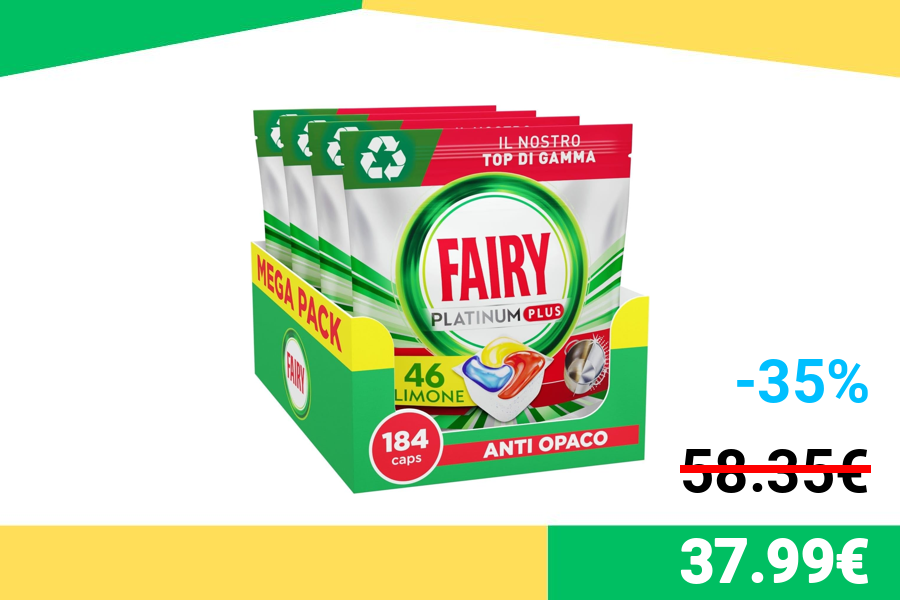 IL NOSTRO
TOP DI GAMMA
FAIRY
PLATINUM PLUS
MEGA PACK
FAIRY
46
LIMONE
184
caps
ANTI OPACO
-35%
58.35€
37.99€